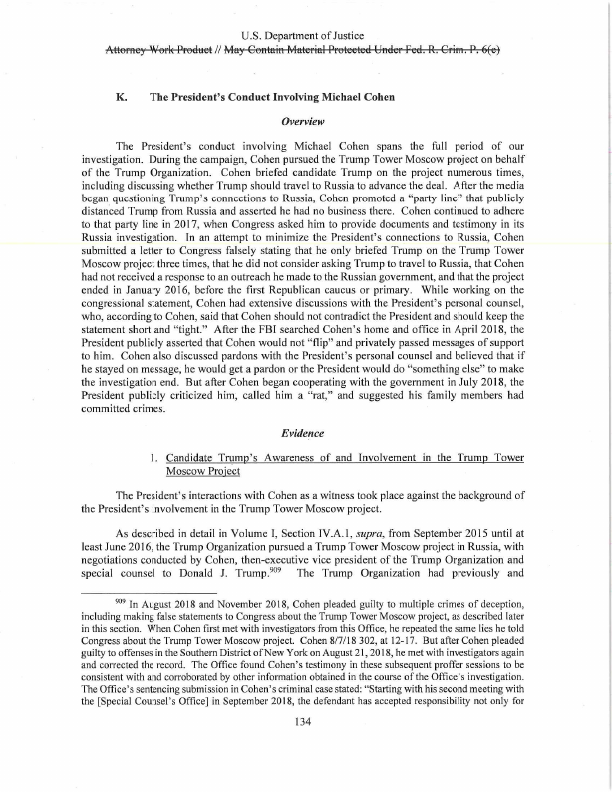 U.S. Department of Justice
Attorney Work Product // May Contain Material Protected Under Fed. R. Crim. P. 6(e)
K. The President's Conduct Involving Michael Cohen
Overview
The President's conduct involving Michael Cohen spans the full period of our
investigation. During the campaign, Cohen pursued the Trump Tower Moscow project on behalf
of the Trump Organization. Cohen briefed candidate Trump on the project numerous times,
including discussing whether Trump should travel to Russia to advance the deal. After the media
began questioning Trump's connections to Russia, Cohen promoted a "party line" that publicly
distanced Trump from Russia and asserted he had no business there. Cohen continued to adhere
to that party line in 2017, when Congress asked him to provide documents and testimony in its
Russia investigation. In an attempt to minimize the President's connections to Russia, Cohen
submitted a letter to Congress falsely stating that he only briefed Trump on the Trump Tower
Moscow project three times, that he did not consider asking Trump to travel to Russia, that Cohen
had not received a response to an outreach he made to the Russian government, and that the project
ended in January 2016, before the first Republican caucus or primary. While working on the
congressional statement, Cohen had extensive discussions with the President's personal counsel,
who, according to Cohen, said that Cohen should not contradict the President and should keep the
statement short and "tight." After the FBI searched Cohen's home and office in April 2018, the
President publicly asserted that Cohen would not "flip" and privately passed messages of support
to him. Cohen also discussed pardons with the President's personal counsel and believed that if
he stayed on message, he would get a pardon or the President would do "something else" to make
the investigation end. But after Cohen began cooperating with the government in July 2018, the
President publicly criticized him, called him a "rat," and suggested his family members had
committed crimes.
Evidence
1. Candidate Trump's Awareness of and Involvement in the Trump Tower
Moscow Project
The President's interactions with Cohen as a witness took place against the background of
the President's involvement in the Trump Tower Moscow project.
As described in detail in Volume I, Section IV.A.1, supra, from September 2015 until at
least June 2016, the Trump Organization pursued a Trump Tower Moscow project in Russia, with
negotiations conducted by Cohen, then-executive vice president of the Trump Organization and
special counsel to Donald J. Trump.909 The Trump Organization had previously and
909 In August 2018 and November 2018, Cohen pleaded guilty to multiple crimes of deception,
including making false statements to Congress about the Trump Tower Moscow project, as described later
in this section. When Cohen first met with investigators from this Office, he repeated the same lies he told
Congress about the Trump Tower Moscow project. Cohen 8/7/18 302, at 12-17. But after Cohen pleaded
guilty to offenses in the Southern District of New York on August 21, 2018, he met with investigators again
and corrected the record. The Office found Cohen's testimony in these subsequent proffer sessions to be
consistent with and corroborated by other information obtained in the course of the Office's investigation.
The Office's sentencing submission in Cohen's criminal case stated: "Starting with his second meeting with
the [Special Counsel's Office] in September 2018, the defendant has accepted responsibility not only for
134